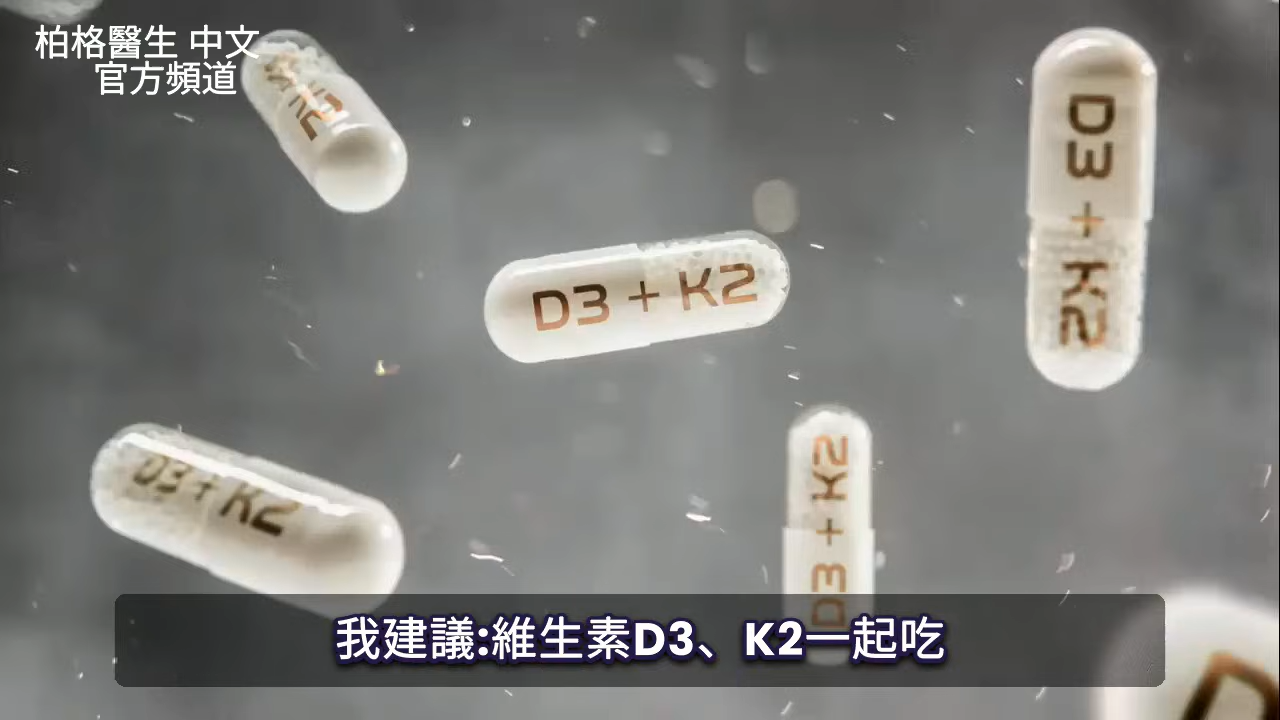 柏格醫生 中文
官方頻道
K2
D3 + K2
D3 + K2
D3 + K2
D3 + K2
D
我建議:維生素D3、K2一起吃